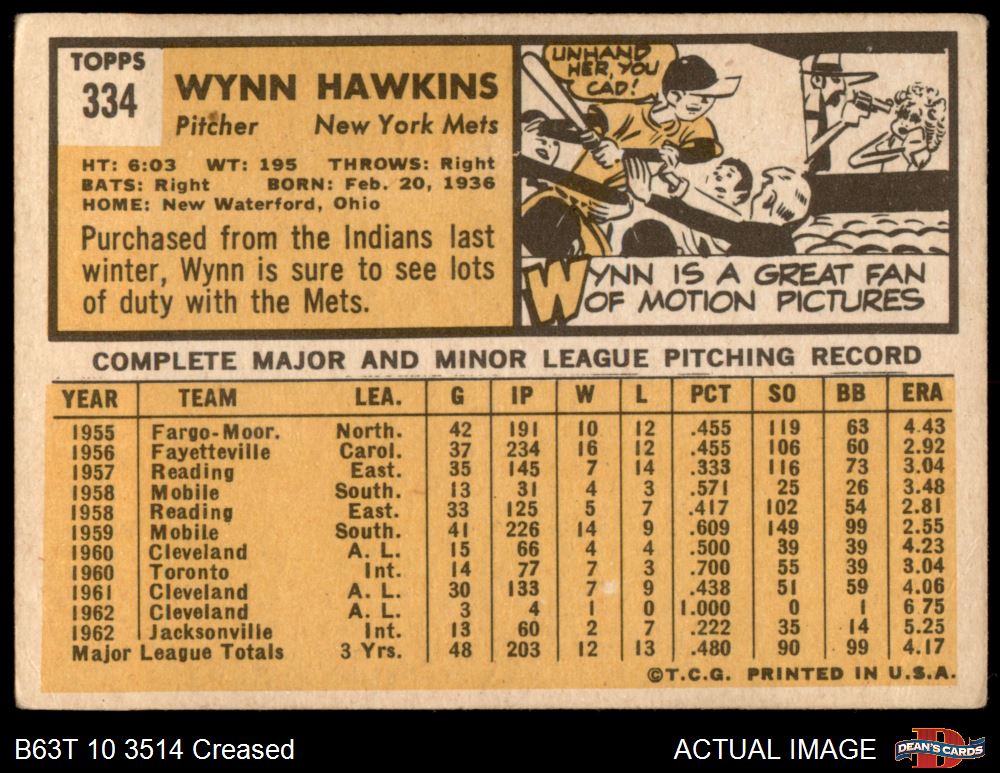 TOPPS
334
WYNN HAWKINS
Pitcher New York Mets
HT: 6:03 WT: 195 THROWS: Right
BATS: Right BORN: Feb. 20, 1936
HOME: New Waterford, Ohio
Purchased from the Indians last
winter, Wynn is sure to see lots
of duty with the Mets.
UNHAND
HER, YOU
CAD!
WYNN IS A GREAT FAN
OF MOTION PICTURES
COMPLETE MAJOR AND MINOR LEAGUE PITCHING RECORD
YEAR TEAM LEA. G IP W L PCT SO BB ERA
1955 Fargo-Moor. North. 42 191 10 12 .455 119 63 4.43
1956 Fayetteville Carol. 37 234 16 12 .455 106 60 2.92
1957 Reading East. 35 145 7 14 .333 116 73 3.04
1958 Mobile South. 13 31 4 3 .571 25 26 3.48
1958 Reading East. 33 125 5 7 .417 102 54 2.81
1959 Mobile South. 41 226 14 9 .609 149 99 2.55
1960 Cleveland A. L. 15 66 4 4 .500 39 39 4.23
1960 Toronto Int. 14 77 7 3 .700 55 39 3.04
1961 Cleveland A. L. 30 133 7 9 .438 51 59 4.06
1962 Cleveland A. L. 3 4 1 0 1.000 0 1 6 75
1962 Jacksonville Int. 13 60 2 7 .222 35 14 5.25
Major League Totals 3 Yrs. 48 203 12 13 .480 90 99 4.17
©T.C.G. PRINTED IN U.S.A.
B63T 10 3514 Creased
ACTUAL IMAGE
D
DEAN'S CARDS